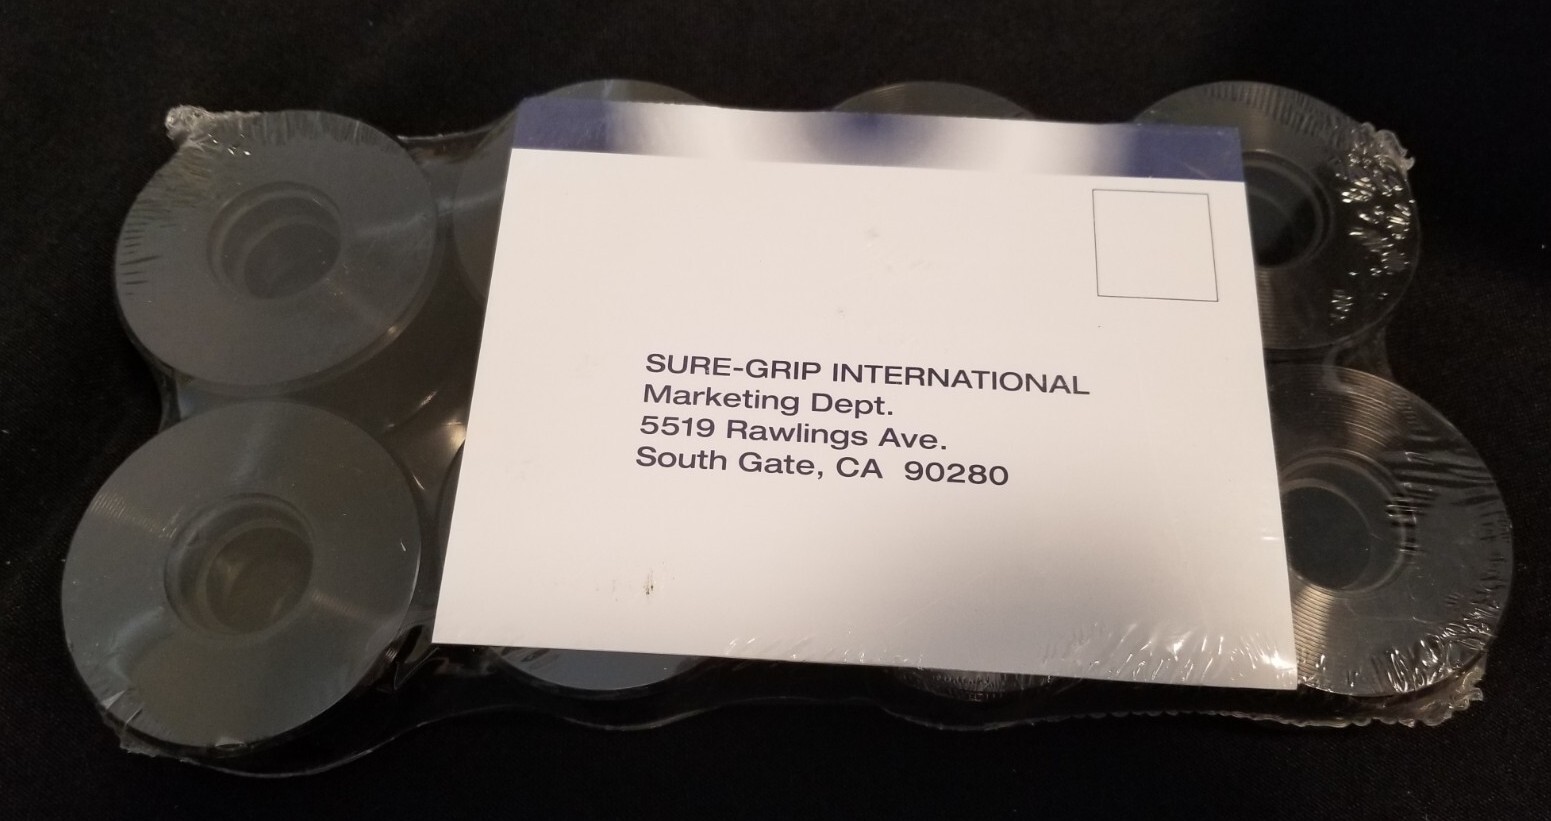 SURE-GRIP INTERNATIONAL
Marketing Dept.
5519 Rawlings Ave.
South Gate, CA 90280